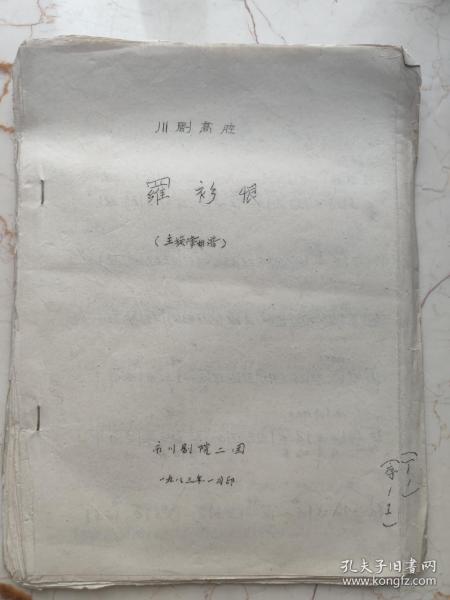 川剧高腔
羅衫恨
（主旋律曲谱）
市川剧院二团
一九八三年一月印
孔夫子旧书网
www.kongfz.com